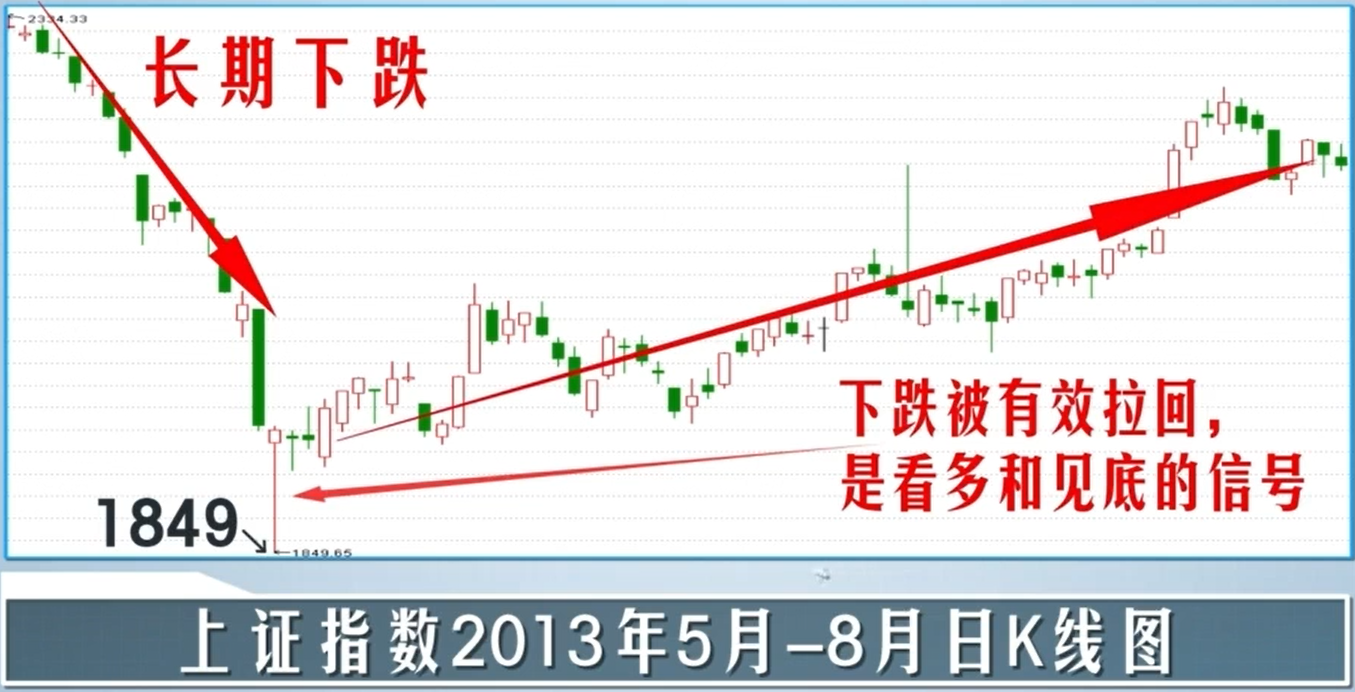 2334.33
长期下跌
下跌被有效拉回，
是看多和见底的信号
1849
1849.65
上证指数2013年5月-8月日K线图